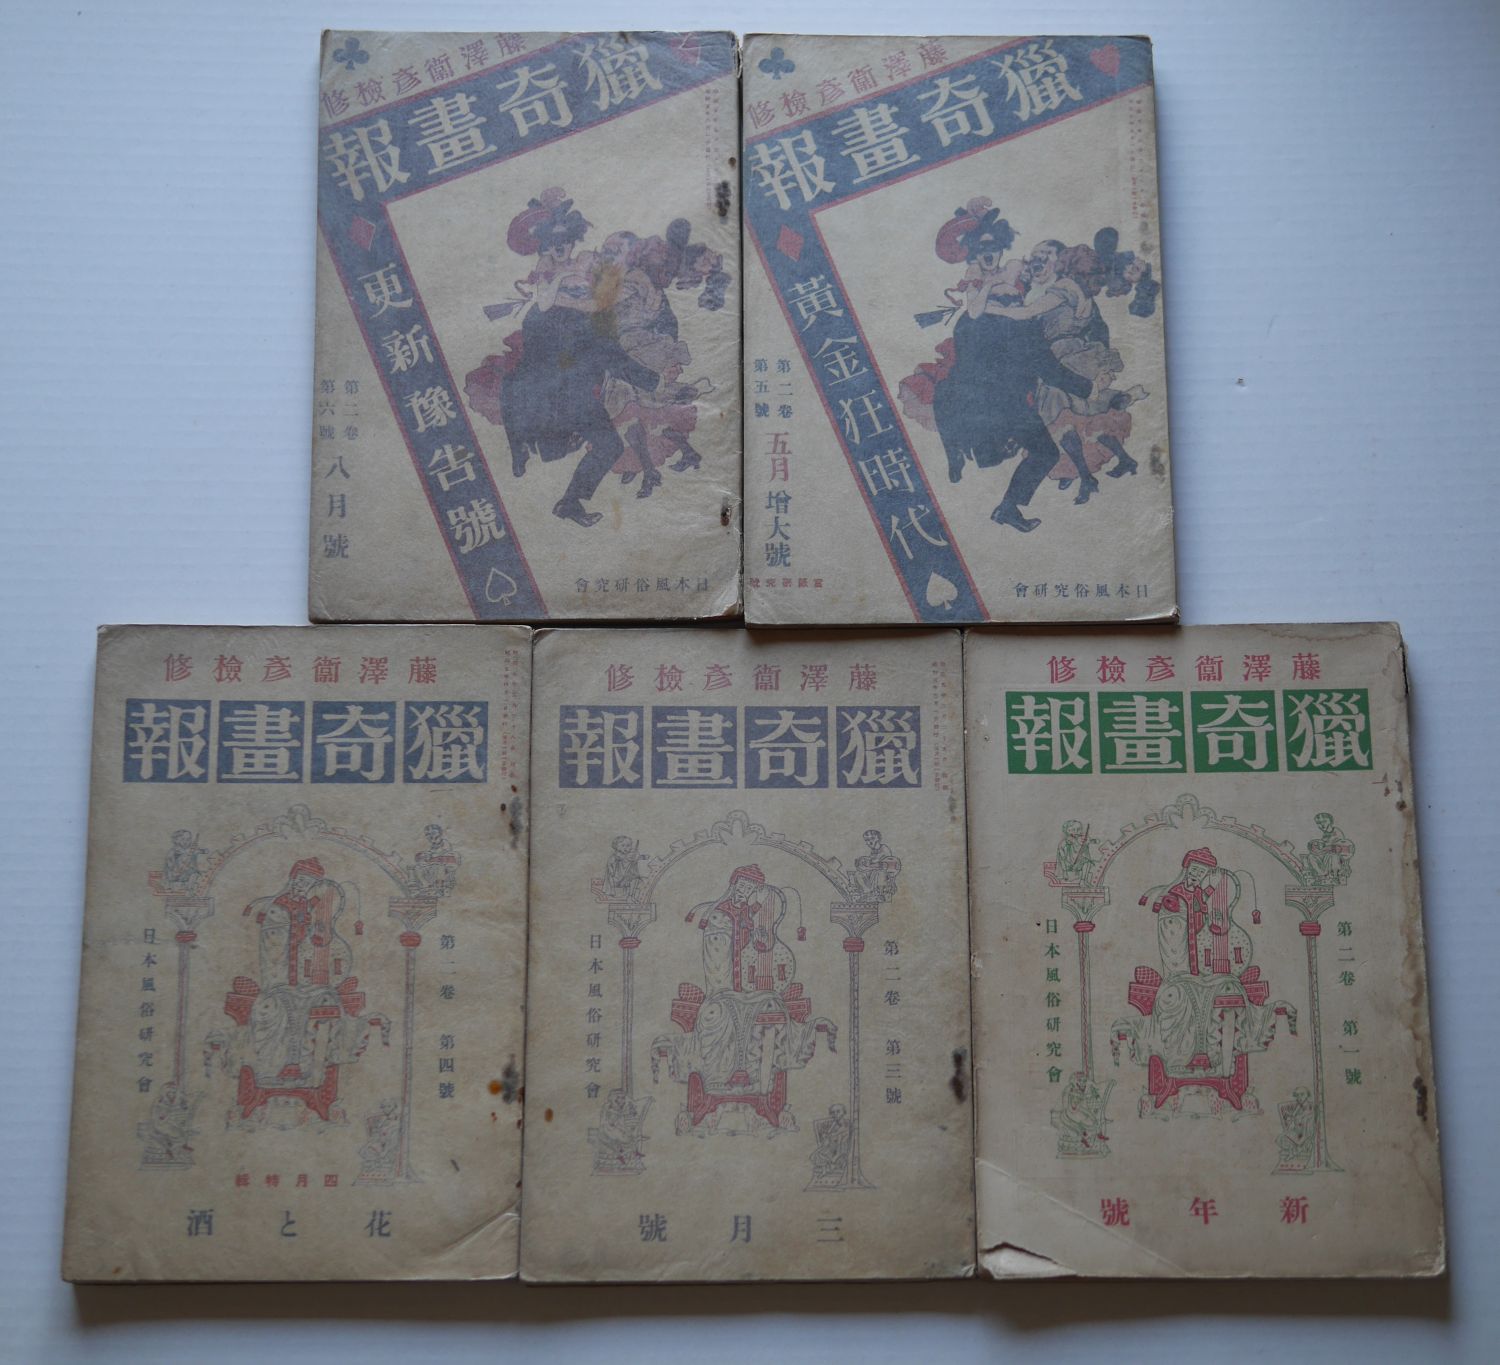 藤澤衞彥檢修
獵奇畫報
更新豫告號
第二卷
第六號
八月號
日本風俗研究會
藤澤衞彥檢修
獵奇畫報
黃金狂時代
第二卷
第五號
五月增大號
日本風俗研究會
藤澤衞彥檢修
獵奇畫報
第二卷 第四號
日本風俗研究會
四月特輯
花と酒
藤澤衞彥檢修
獵奇畫報
第二卷 第三號
日本風俗研究會
三月號
藤澤衞彥檢修
獵奇畫報
第二卷 第一號
日本風俗研究會
新年號